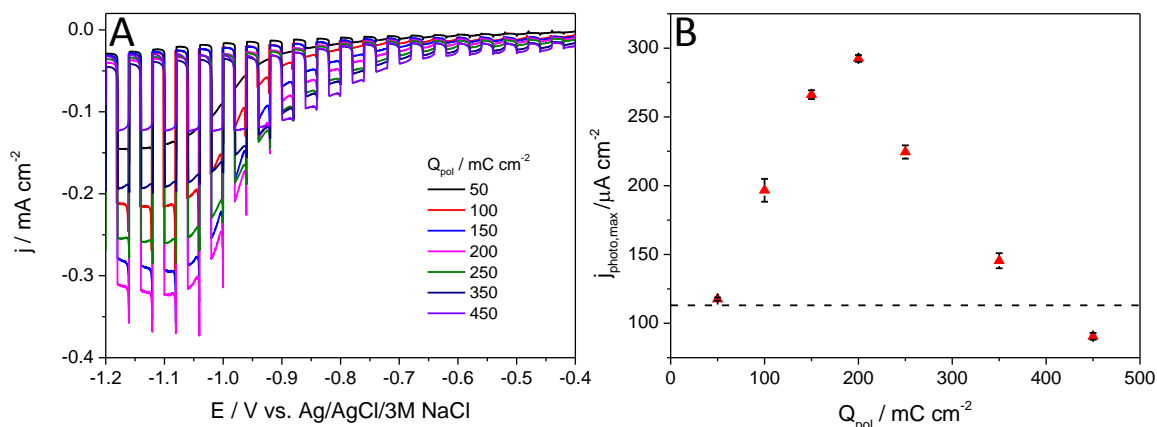 A
0.0
-0.1
-0.2
-0.3
-0.4
j / mA cm-2
Qpol / mC cm-2
50
100
150
200
250
350
450
-1.2 -1.1 -1.0 -0.9 -0.8 -0.7 -0.6 -0.5 -0.4
E / V vs. Ag/AgCl/3M NaCl
B
300
250
200
150
100
jphoto,max /μA cm-2
0 100 200 300 400 500
Qpol / mC cm-2